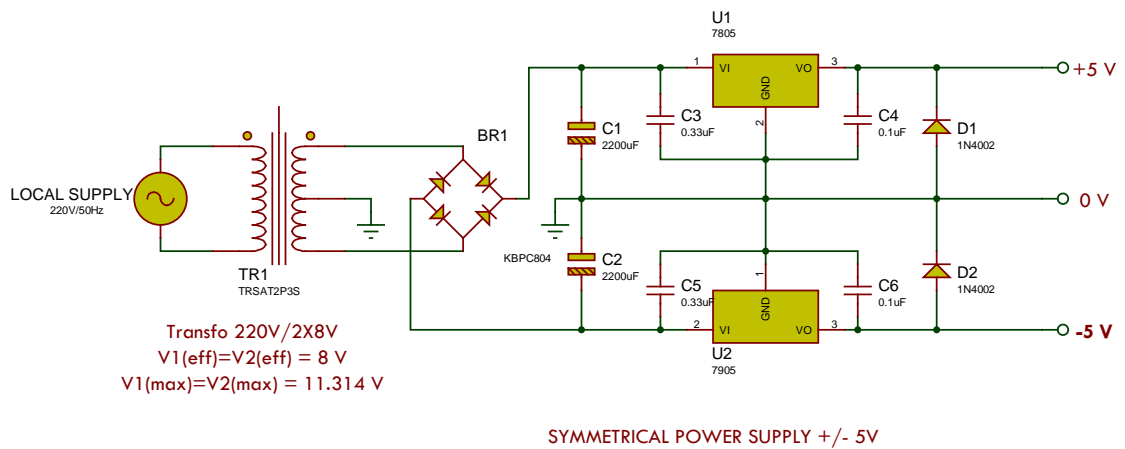 U1
7805
1
VI
VO
3
GND
2
+5 V
C3
0.33uF
C4
0.1uF
D1
1N4002
C1
2200uF
BR1
LOCAL SUPPLY
220V/50Hz
0 V
KBPC804
C2
2200uF
TR1
TRSAT2P3S
C5
0.33uF
1
GND
C6
0.1uF
D2
1N4002
2
VI
VO
3
-5 V
U2
7905
Transfo 220V/2X8V
V1(eff)=V2(eff) = 8 V
V1(max)=V2(max) = 11.314 V
SYMMETRICAL POWER SUPPLY +/- 5V